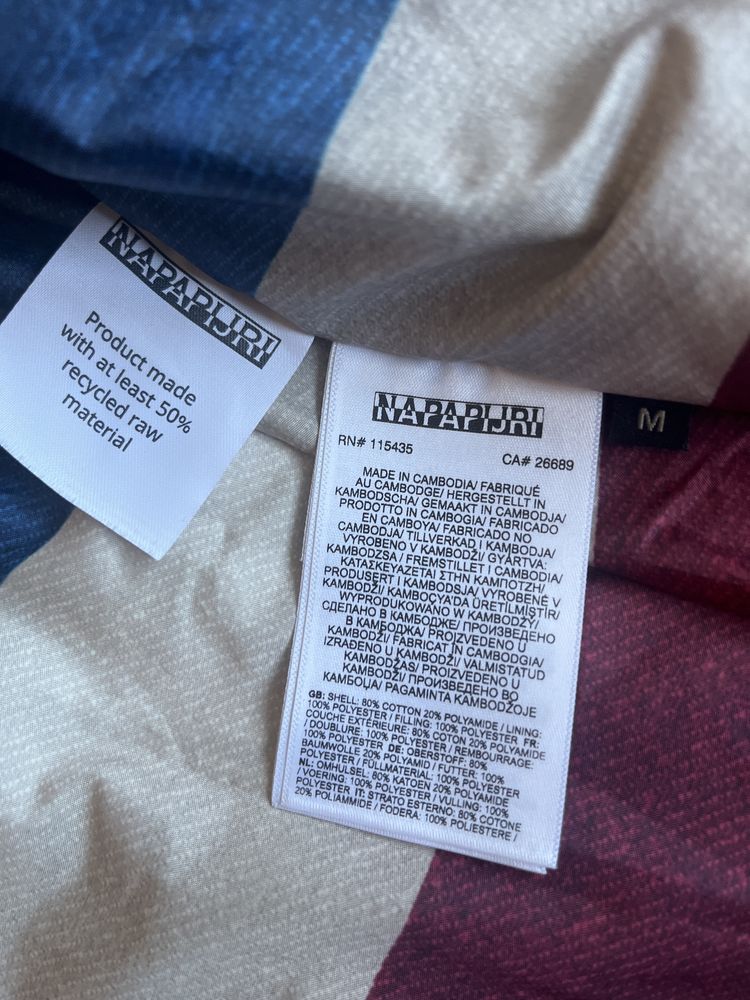 NAPAPIJRI
Product made
with at least 50%
recycled raw
material
NAPAPIJRI
RN# 115435
CA# 26689
M
MADE IN CAMBODIA/ FABRIQUÉ
AU CAMBODGE/ HERGESTELLT IN
KAMBODSCHA/ GEMAAKT IN CAMBODJA/
PRODOTTO IN CAMBOGIA/ FABRICADO
EN CAMBOYA/ FABRICADO NO
CAMBODJA/ TILLVERKAD I KAMBODJA/
VYROBENO V KAMBODŽI/ GYÁRTVA:
KAMBODZSA / FREMSTILLET I CAMBODIA/
ΚΑΤΑΣΚΕΥΑΖΕΤΑΙ ΣΤΗΝ ΚΑΜΠΟΤΖΗ/
PRODUSERT I KAMBODSJA/ VYROBENÉ V
KAMBODŽI/ KAMBOÇYA'DA ÜRETİLMİŞTİR/
WYPRODUKOWANO W KAMBODŻY/
СДЕЛАНО В КАМБОДЖЕ/ ПРОИЗВЕДЕНО
В КАМБОДЖА/ PROIZVEDENO U
KAMBODŽI/ FABRICAT IN CAMBODGIA/
IZRAĐENO U KAMBODŽI/ VALMISTATUD
KAMBODŽAS/ PROIZVEDENO U
KAMBODŽI/ ПРОИЗВЕДЕНО ВО
КАМБОЏА/ PAGAMINTA KAMBODŽOJE
GB: SHELL: 80% COTTON 20% POLYAMIDE / LINING:
100% POLYESTER / FILLING: 100% POLYESTER FR:
COUCHE EXTÉRIEURE: 80% COTON 20% POLYAMIDE
/ DOUBLURE: 100% POLYESTER / REMBOURRAGE:
100% POLYESTER DE: OBERSTOFF: 80%
BAUMWOLLE 20% POLYAMID / FUTTER: 100%
POLYESTER / FÜLLMATERIAL: 100% POLYESTER
NL: OMHULSEL: 80% KATOEN 20% POLYAMIDE
/ VOERING: 100% POLYESTER / VULLING: 100%
POLYESTER IT: STRATO ESTERNO: 80% COTONE
20% POLIAMMIDE / FODERA: 100% POLIESTERE /